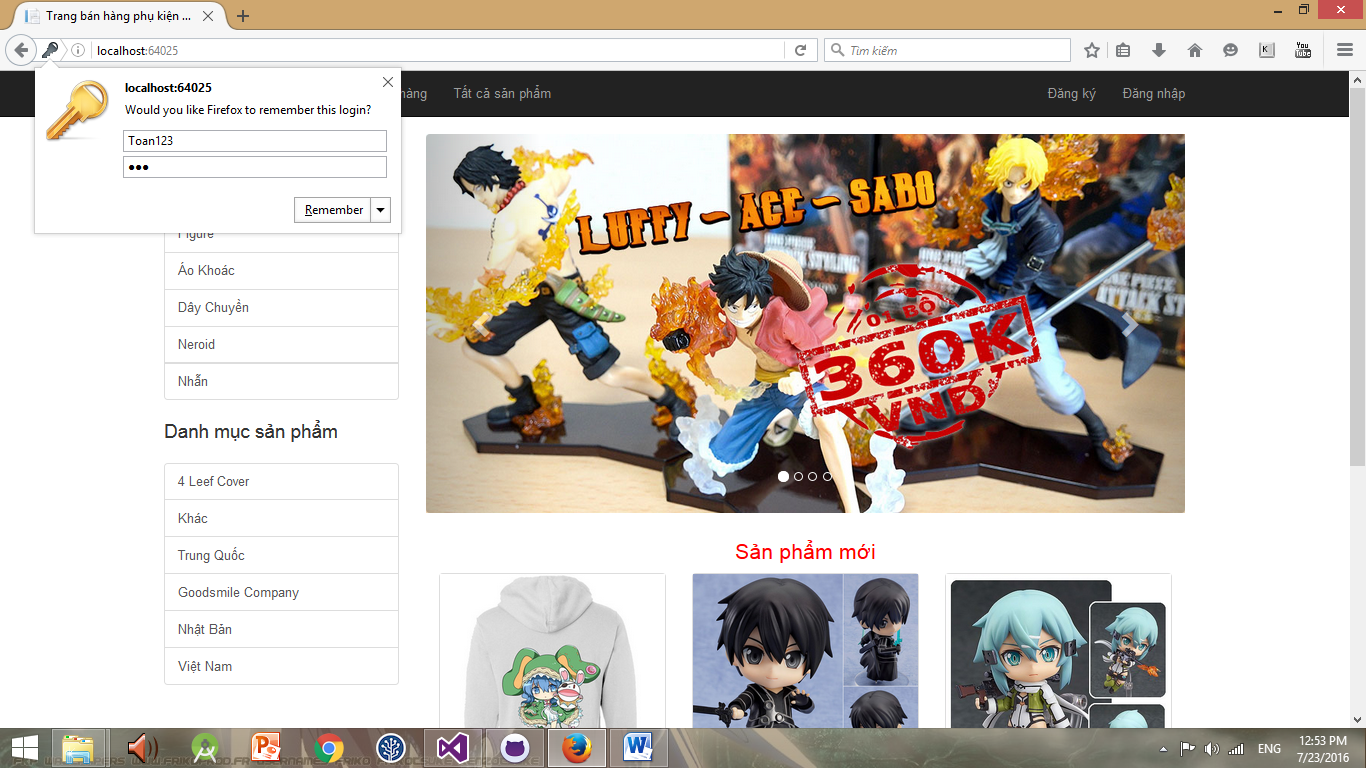 Trang bán hàng phụ kiện ...
localhost:64025
Tìm kiếm
You
Tube
localhost:64025
Would you like Firefox to remember this login?
Toan123
Remember
hàng
Tất cả sản phẩm
Đăng ký
Đăng nhập
LUFFY - ACE - SABO
01 BỘ
360K
VND
Figure
Áo Khoác
Dây Chuyền
Neroid
Nhẫn
Danh mục sản phẩm
4 Leef Cover
Khác
Trung Quốc
Goodsmile Company
Nhật Bản
Việt Nam
Sản phẩm mới
ENG
12:53 PM
7/23/2016